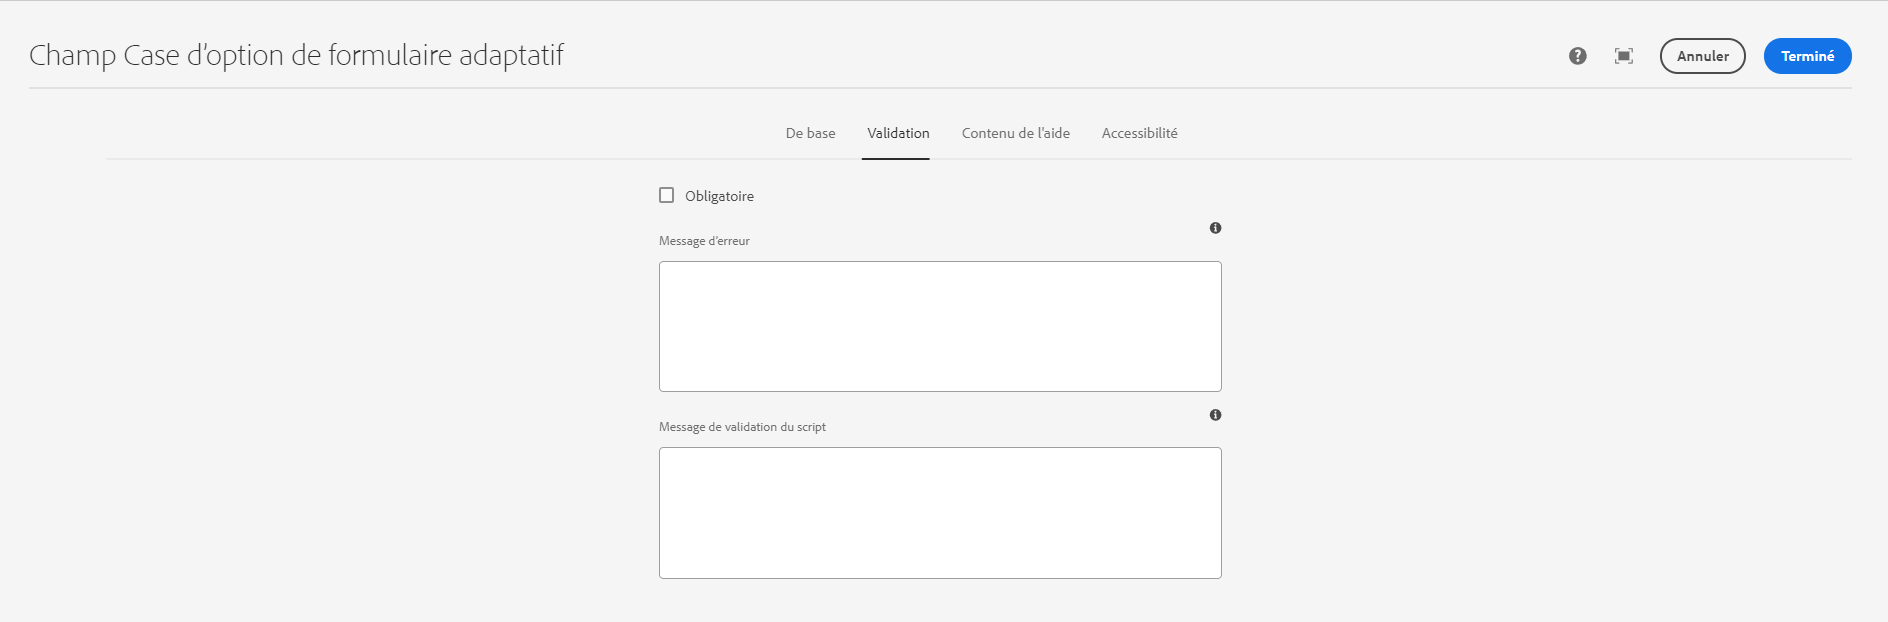 Champ Case d’option de formulaire adaptatif
Annuler
Terminé
De base
Validation
Contenu de l'aide
Accessibilité
Obligatoire
Message d’erreur
Message de validation du script